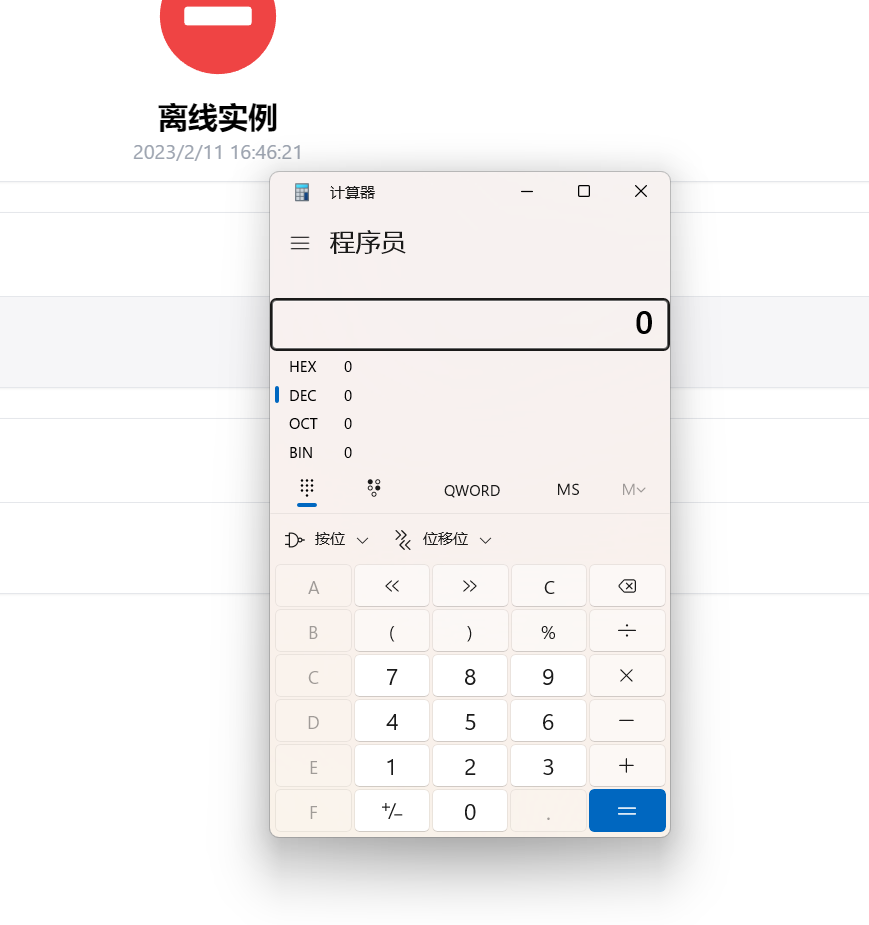 离线实例
2023/2/11 16:46:21
计算器
程序员
0
HEX 0
DEC 0
OCT 0
BIN 0
QWORD MS M
按位 位移位
A « » C
B ( ) % ÷
C 7 8 9 ×
D 4 5 6 −
E 1 2 3 +
F +/− 0 . =